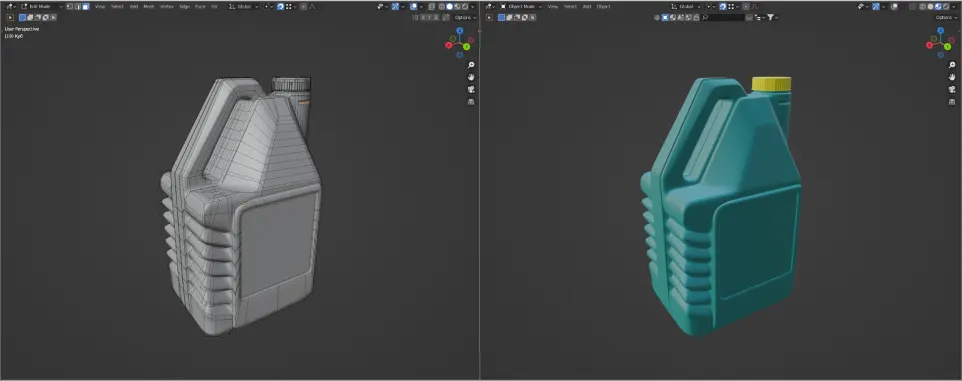 Edit Mode View Select Add Mesh Vertex Edge Face UV Global
Options
User Perspective
Object Mode View Select Add Object Global
Options